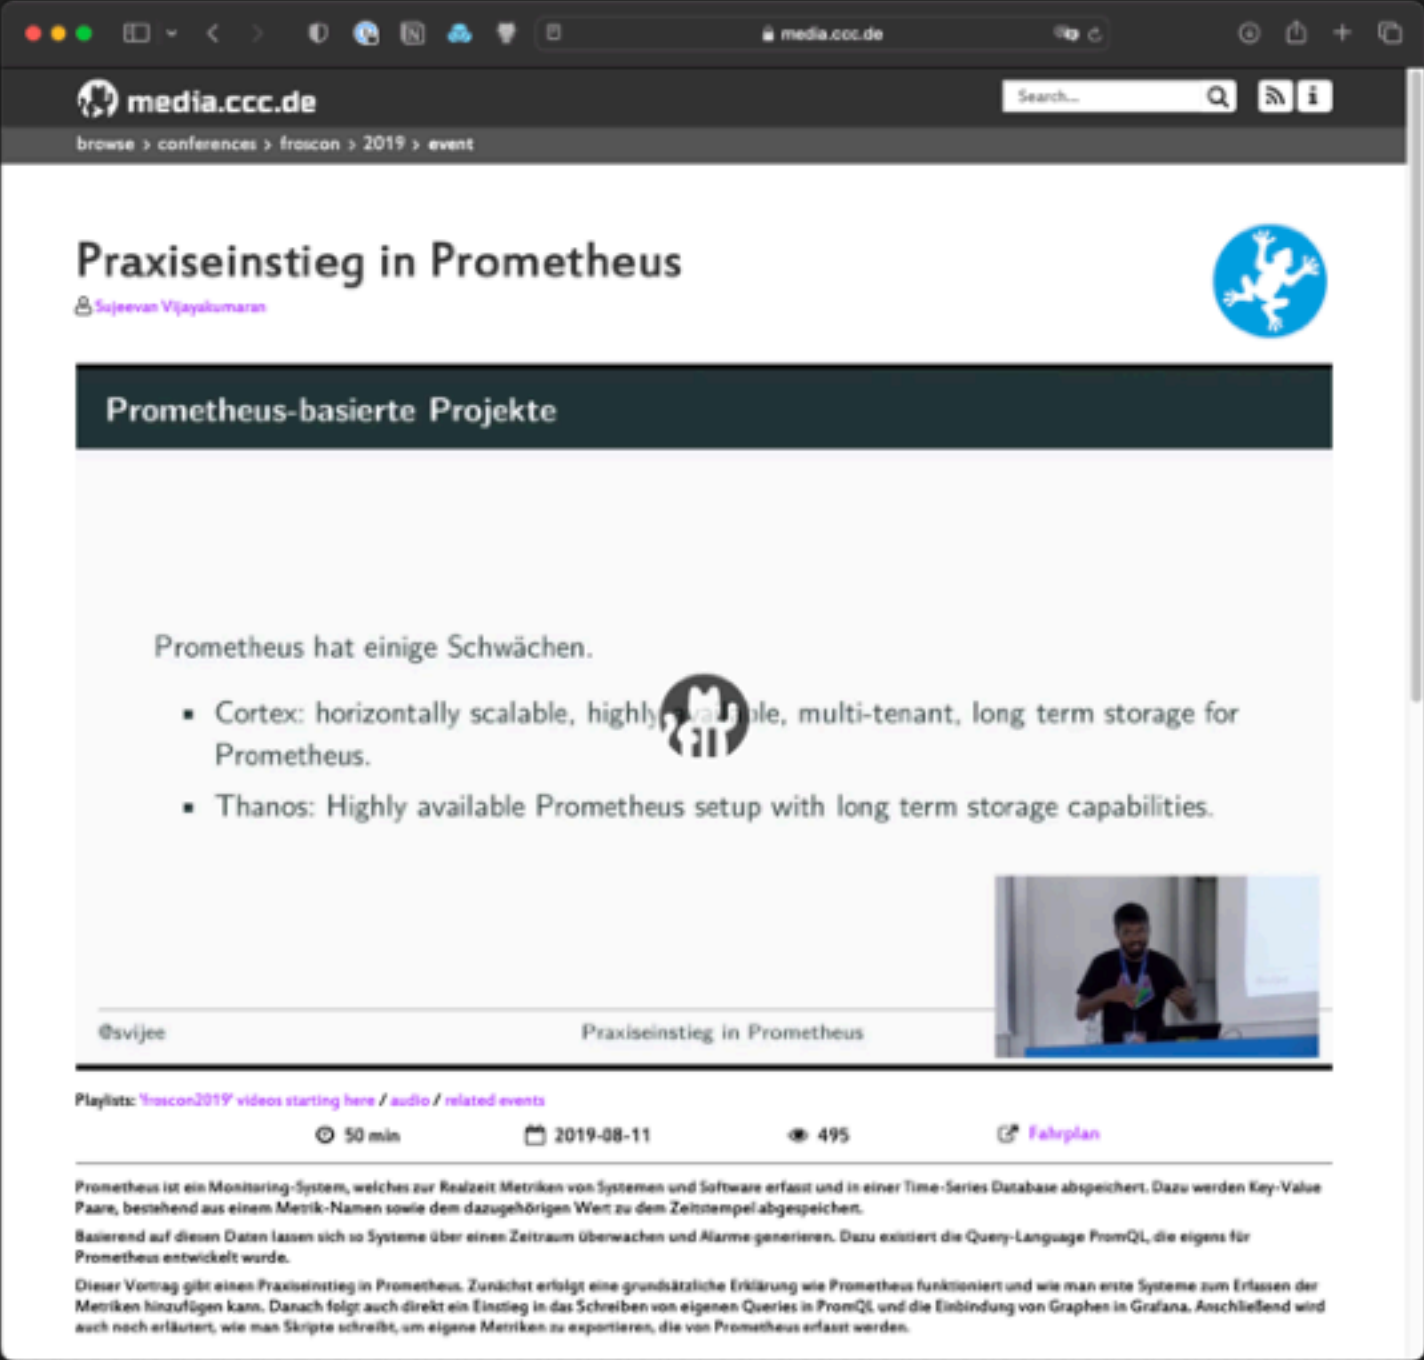 media.ccc.de
media.ccc.de
Search...
browse > conferences > froscon > 2019 > event
Praxiseinstieg in Prometheus
Sujeevan Vijayakumaran
Prometheus-basierte Projekte
Prometheus hat einige Schwächen.
▪ Cortex: horizontally scalable, highly available, multi-tenant, long term storage for
Prometheus.
▪ Thanos: Highly available Prometheus setup with long term storage capabilities.
@svijee
Praxiseinstieg in Prometheus
Playlists: 'froscon2019' videos starting here / audio / related events
50 min 2019-08-11 495 Fahrplan
Prometheus ist ein Monitoring-System, welches zur Realzeit Metriken von Systemen und Software erfasst und in einer Time-Series Database abspeichert. Dazu werden Key-Value
Paare, bestehend aus einem Metrik-Namen sowie dem dazugehörigen Wert zu dem Zeitstempel abgespeichert.
Basierend auf diesen Daten lassen sich so Systeme über einen Zeitraum überwachen und Alarme generieren. Dazu existiert die Query-Language PromQL, die eigens für
Prometheus entwickelt wurde.
Dieser Vortrag gibt einen Praxiseinstieg in Prometheus. Zunächst erfolgt eine grundsätzliche Erklärung wie Prometheus funktioniert und wie man erste Systeme zum Erfassen der
Metriken hinzufügen kann. Danach folgt auch direkt ein Einstieg in das Schreiben von eigenen Queries in PromQL und die Einbindung von Graphen in Grafana. Anschließend wird
auch noch erläutert, wie man Skripte schreibt, um eigene Metriken zu exportieren, die von Prometheus erfasst werden.